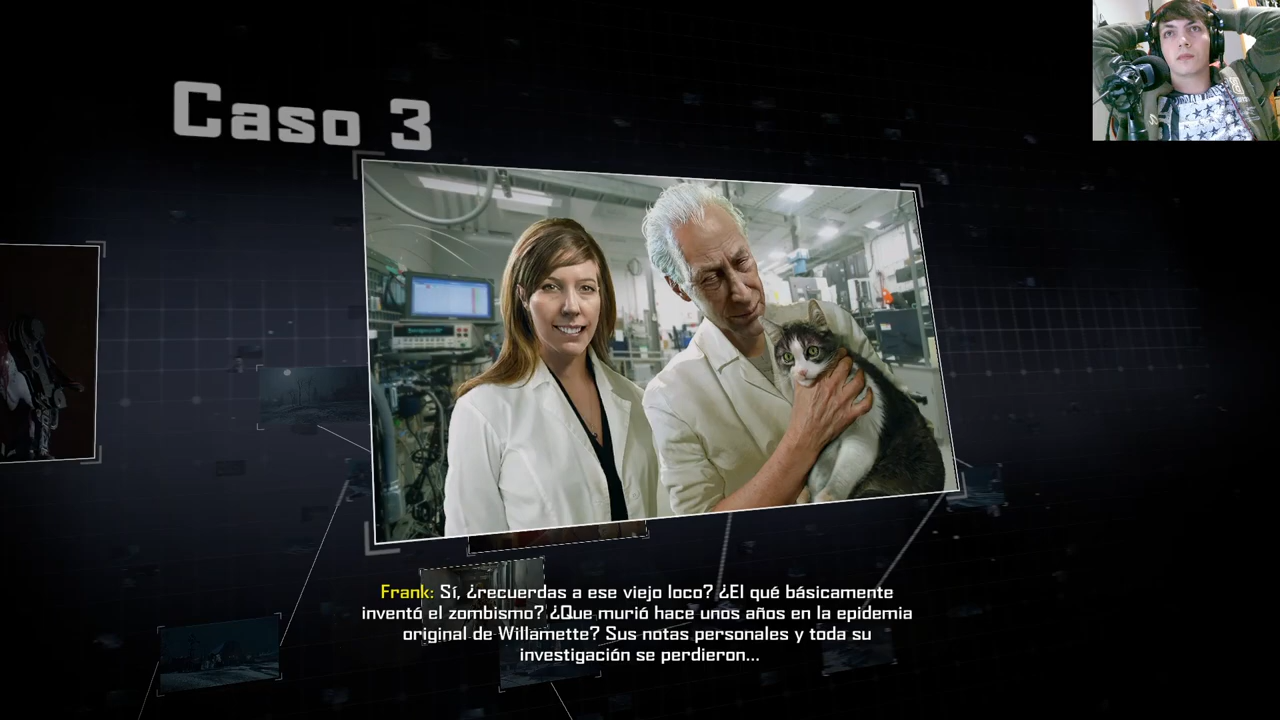 Caso 3
Frank: Sí, ¿recuerdas a ese viejo loco? ¿El qué básicamente
inventó el zombismo? ¿Que murió hace unos años en la epidemia
original de Willamette? Sus notas personales y toda su
investigación se perdieron...